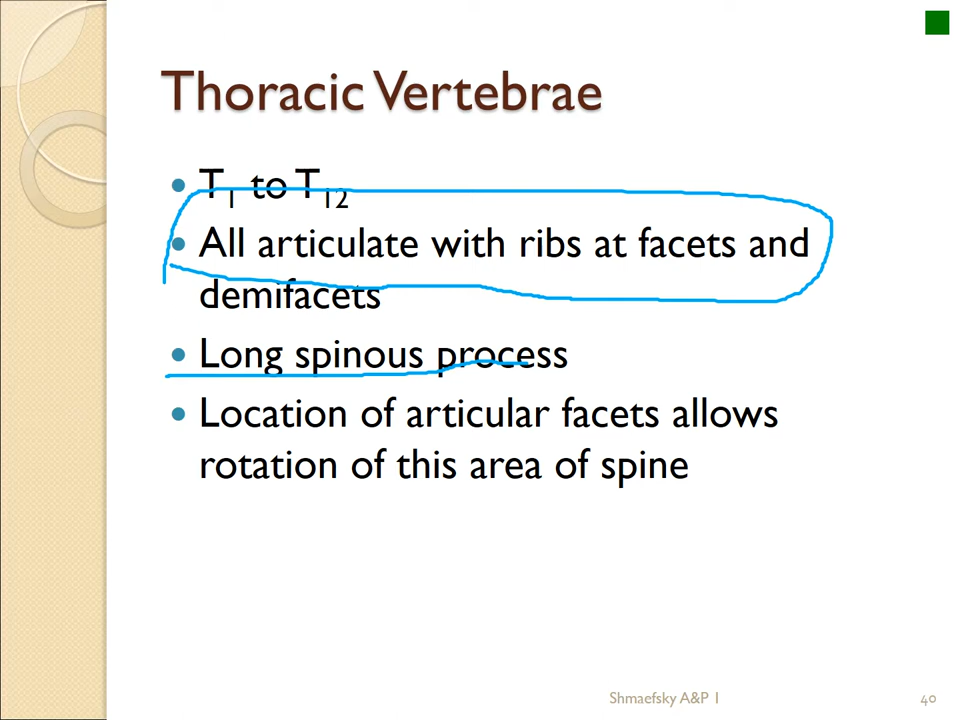 Thoracic Vertebrae
• T₁ to T₁₂
• All articulate with ribs at facets and
demifacets
• Long spinous process
• Location of articular facets allows
rotation of this area of spine
Shmaefsky A&P 1 40